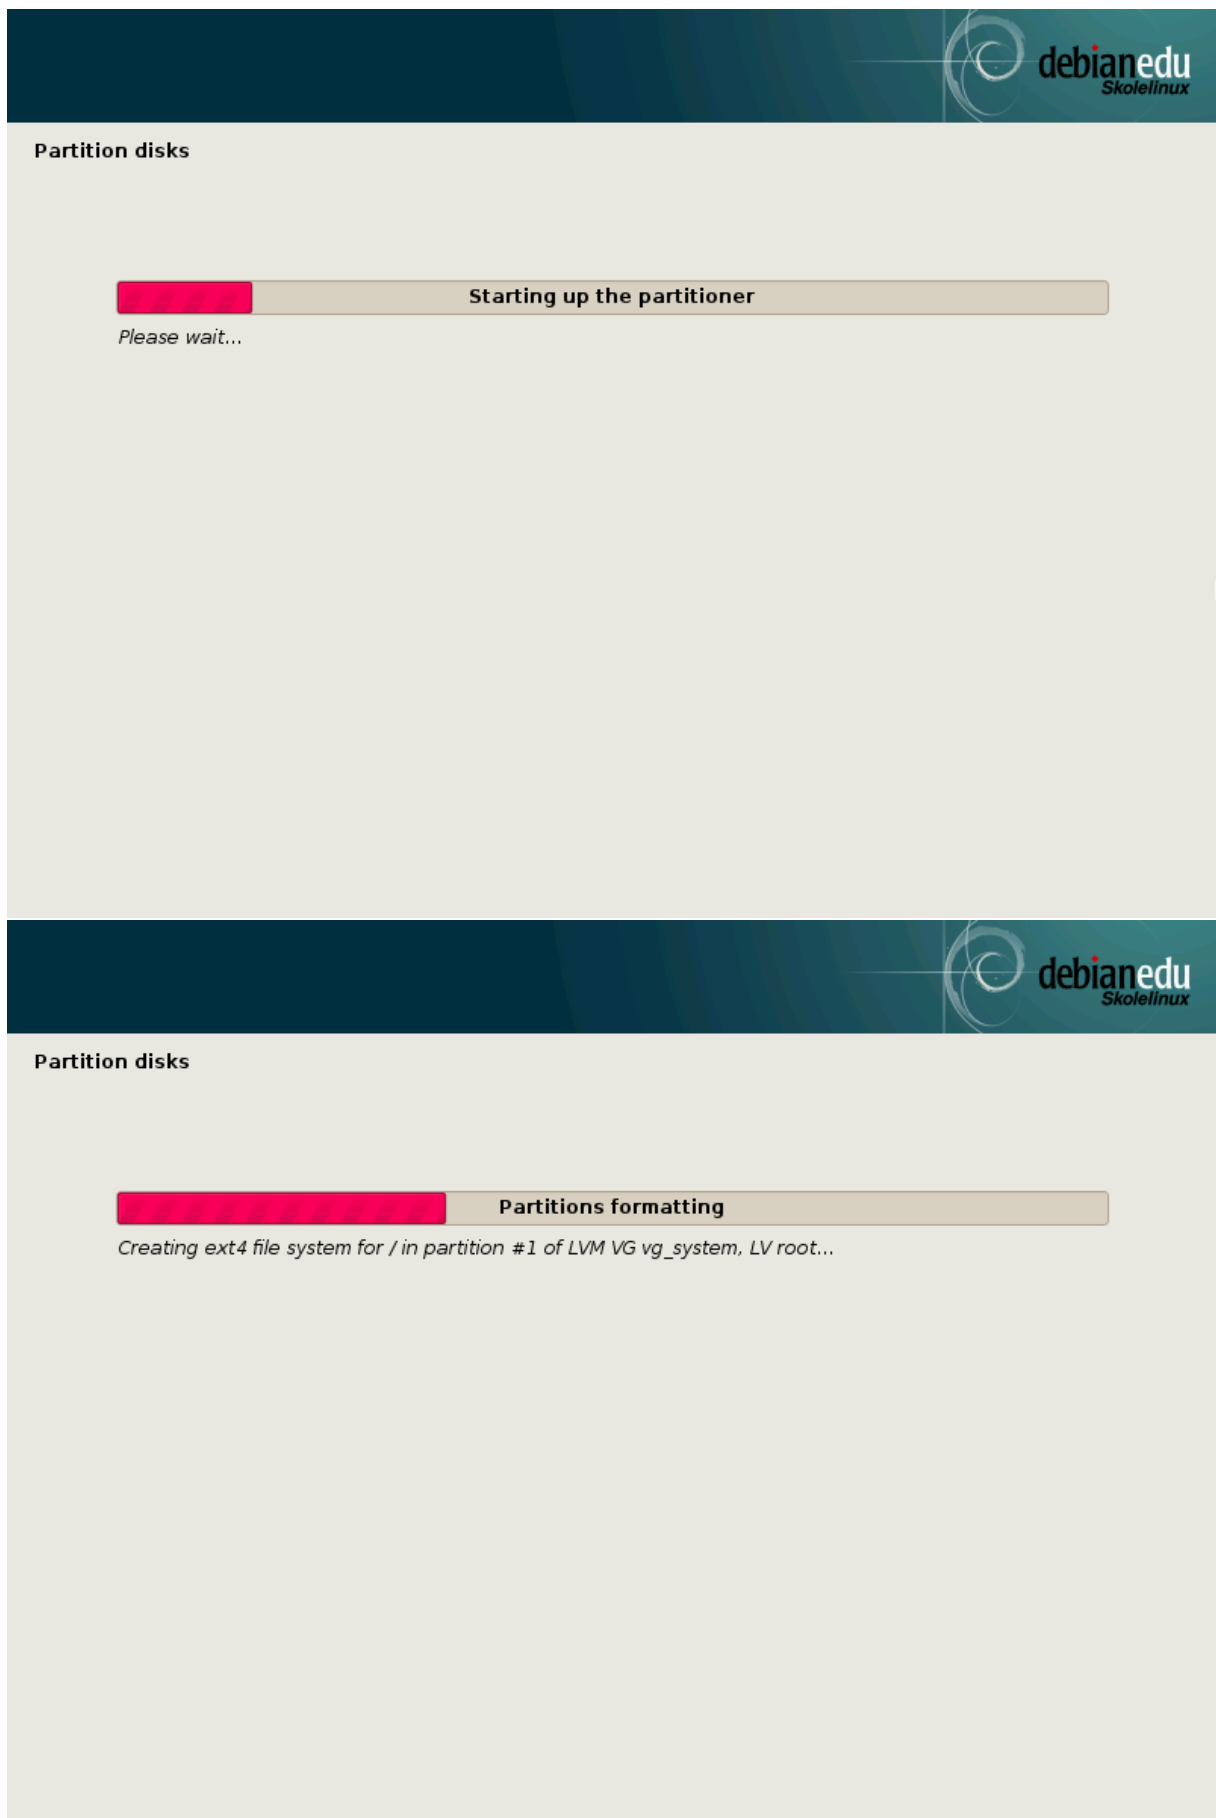 debianedu
Skolelinux
Partition disks
Starting up the partitioner
Please wait...
debianedu
Skolelinux
Partition disks
Partitions formatting
Creating ext4 file system for / in partition #1 of LVM VG vg_system, LV root...